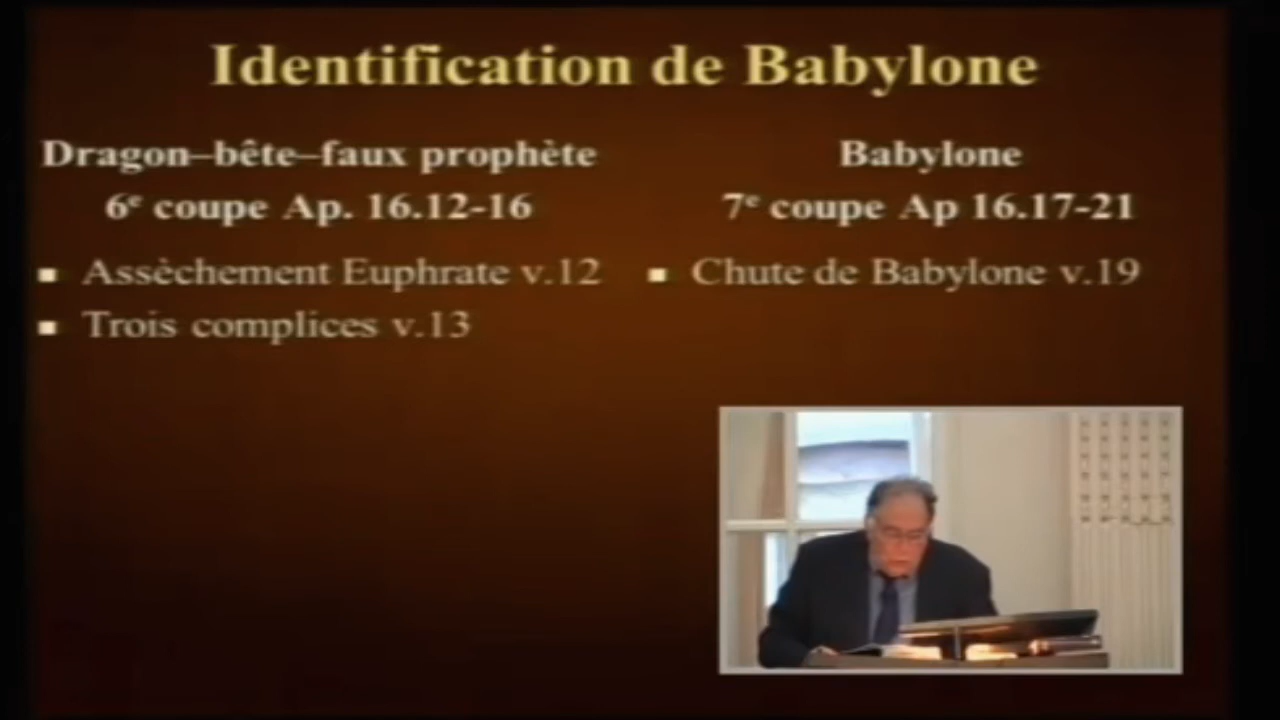 Identification de Babylone
Dragon–bête–faux prophète
6e coupe Ap. 16.12-16
Assèchement Euphrate v.12
Trois complices v.13
Babylone
7e coupe Ap 16.17-21
Chute de Babylone v.19